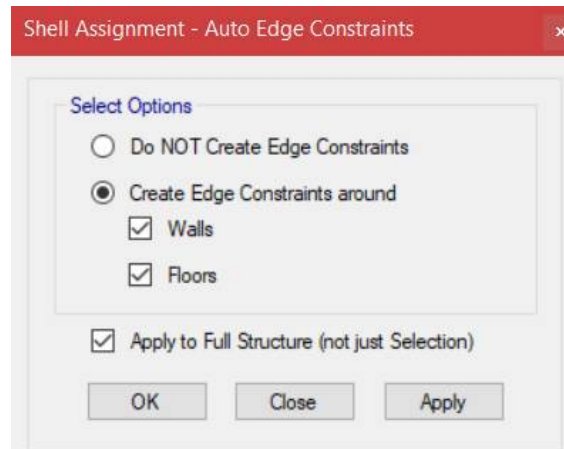 Shell Assignment - Auto Edge Constraints
Select Options
Do NOT Create Edge Constraints
Create Edge Constraints around
Walls
Floors
Apply to Full Structure (not just Selection)
OK Close Apply